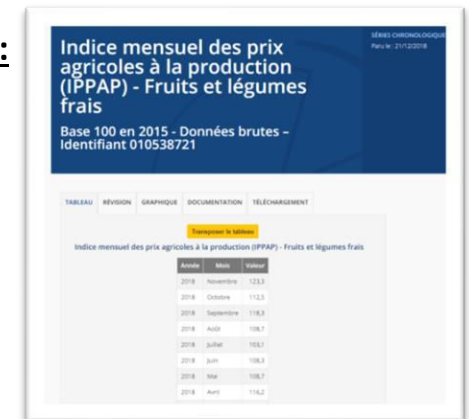 :
SÉRIES CHRONOLOGIQUE
Paru le : 21/12/2018
Indice mensuel des prix
agricoles à la production
(IPPAP) - Fruits et légumes
frais
Base 100 en 2015 - Données brutes –
Identifiant 010538721
TABLEAU RÉVISION GRAPHIQUE DOCUMENTATION TÉLÉCHARGEMENT
Transposer le tableau
Indice mensuel des prix agricoles à la production (IPPAP) - Fruits et légumes frais
Année Mois Valeur
2018 Novembre 123,3
2018 Octobre 112,5
2018 Septembre 118,3
2018 Août 108,7
2018 Juillet 103,1
2018 Juin 108,3
2018 Mai 108,7
2018 Avril 116,2